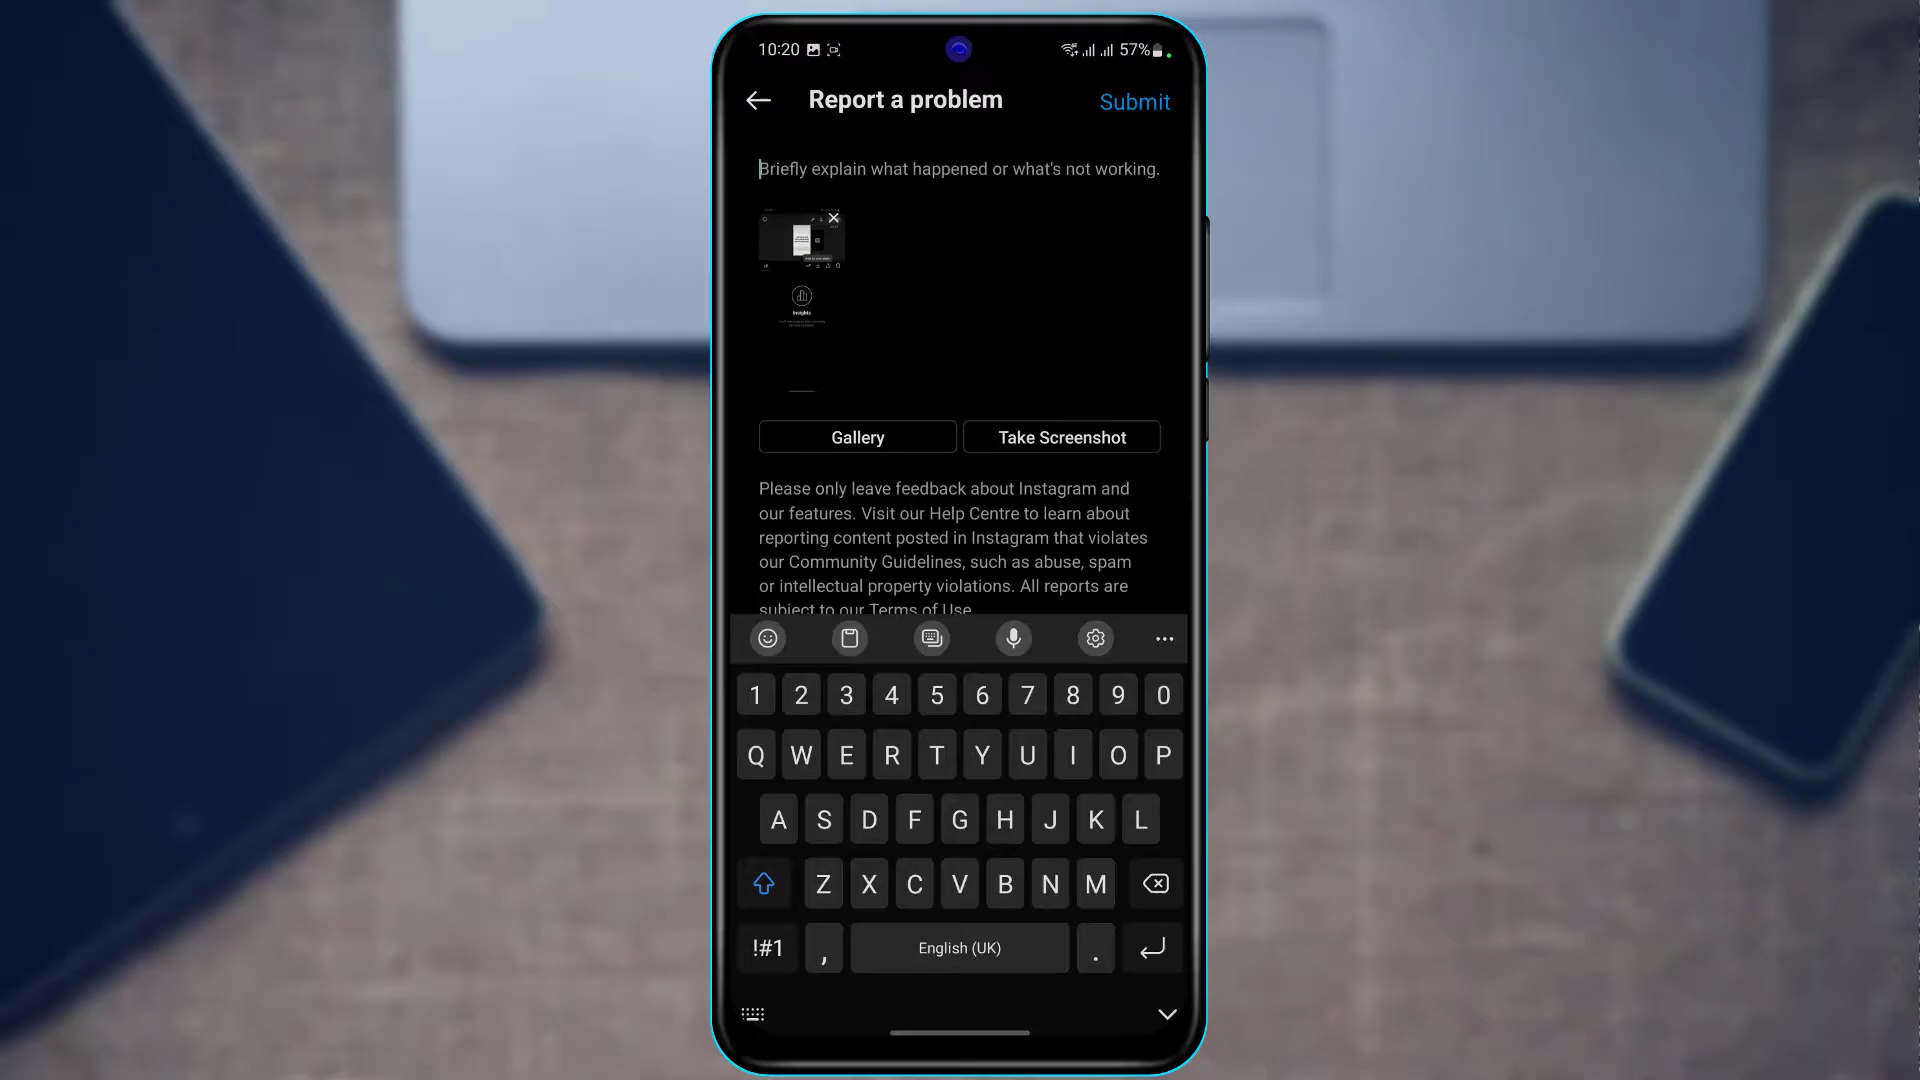 10:20 57%
Report a problem Submit
Briefly explain what happened or what's not working.
Insights
Gallery Take Screenshot
Please only leave feedback about Instagram and
our features. Visit our Help Centre to learn about
reporting content posted in Instagram that violates
our Community Guidelines, such as abuse, spam
or intellectual property violations. All reports are
subject to our Terms of Use.
1 2 3 4 5 6 7 8 9 0
Q W E R T Y U I O P
A S D F G H J K L
Z X C V B N M
!#1 , English (UK) .